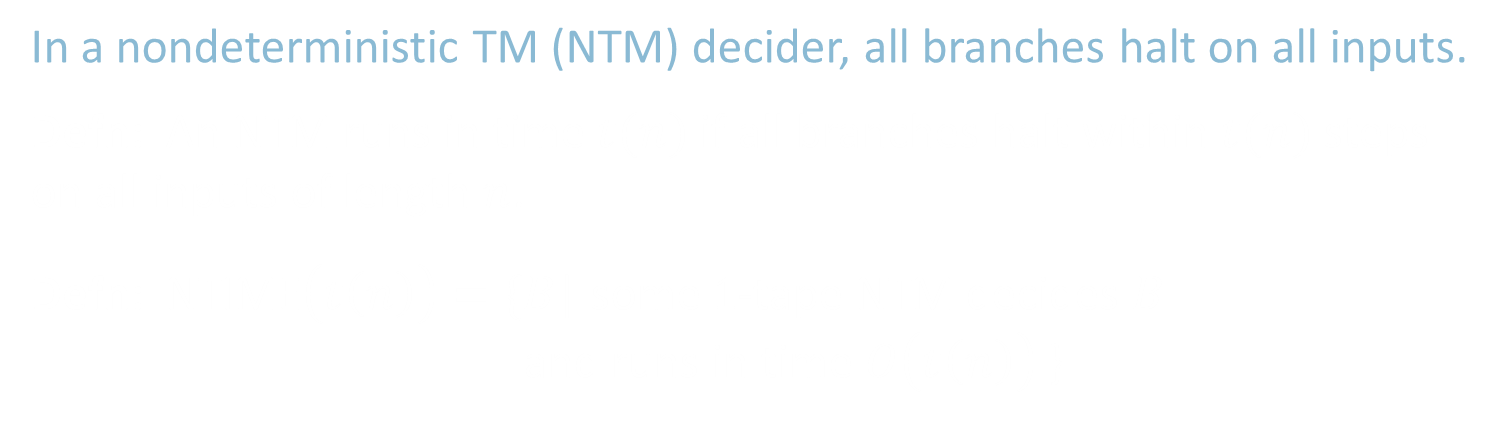 In a nondeterministic TM (NTM) decider, all branches halt on all inputs.